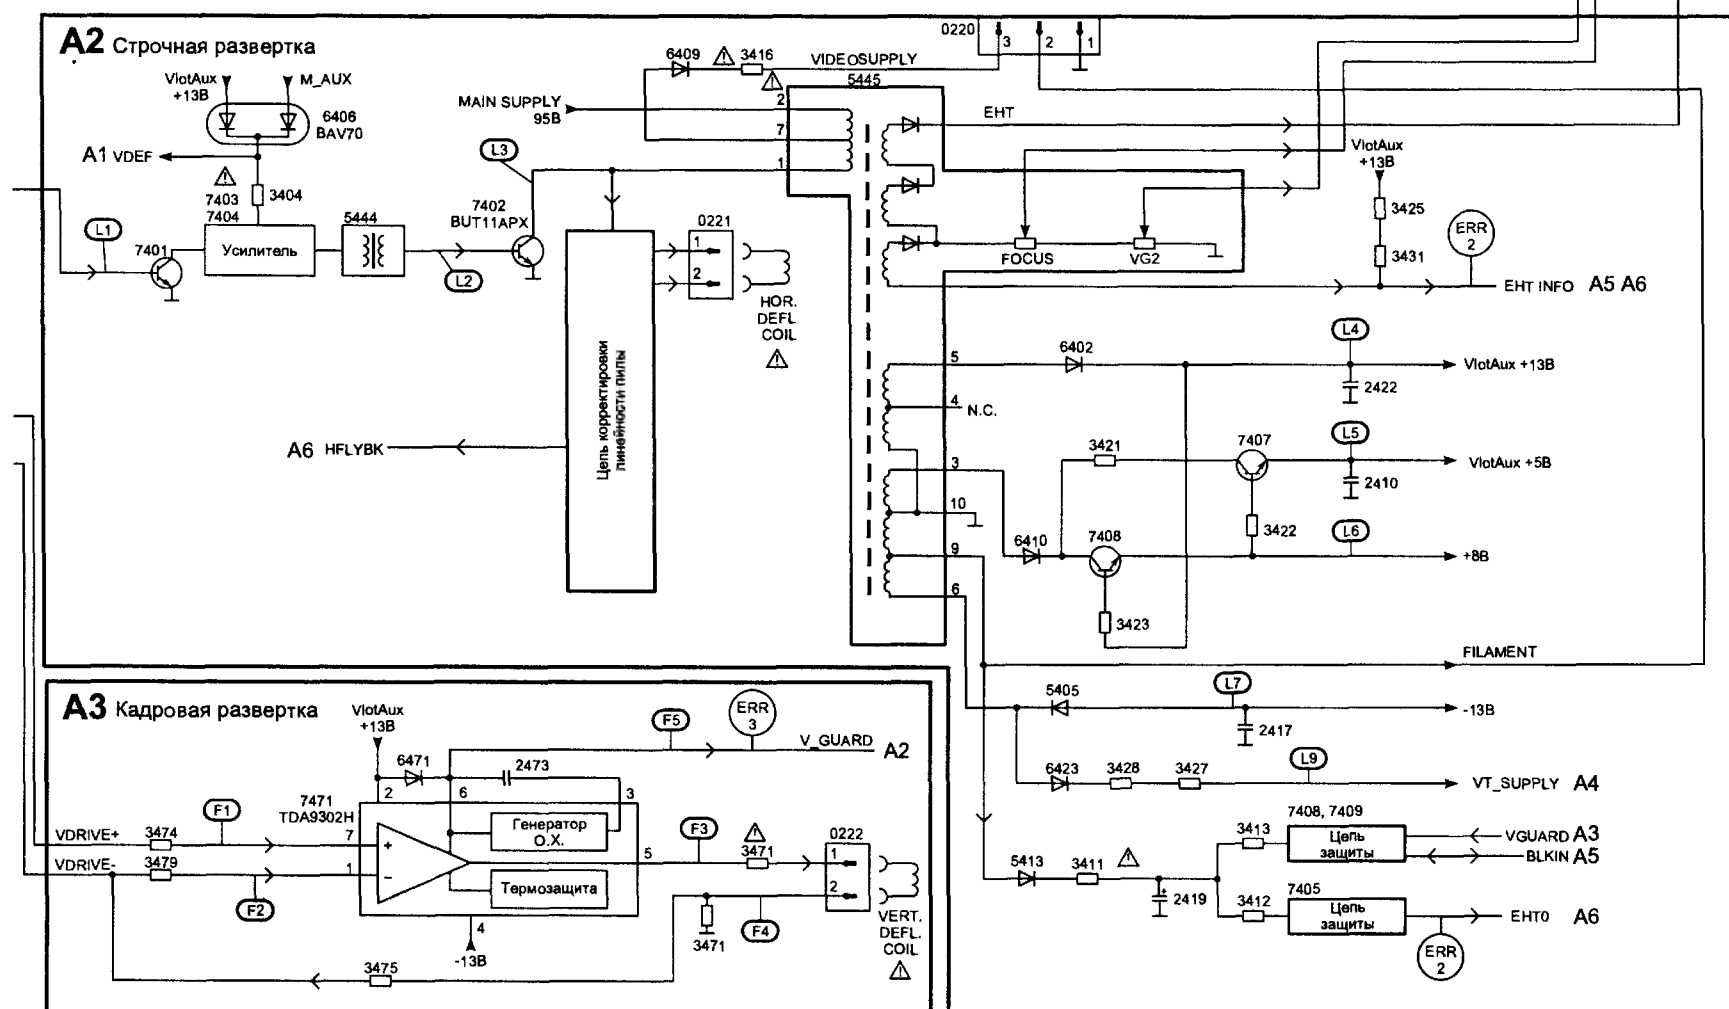 A2 Строчная развертка
VlotAux
+13В
M_AUX
6406
BAV70
A1 VDEF
7403
7404
3404
L1
7401
Усилитель
5444
L2
L3
7402
BUT11APX
MAIN SUPPLY
95В
6409
3416
VIDEOSUPPLY
5445
2
7
1
0220
3
2
1
0221
1
2
HOR.
DEFL
COIL
Цепь корректировки
линейности пилы
A6 HFLYBK
EHT
FOCUS
VG2
VlotAux
+13В
3425
3431
ERR
2
EHT INFO A5 A6
5
6402
L4
VlotAux +13В
2422
4
N.C.
3421
7407
L5
VlotAux +5В
2410
3
10
6410
7408
3422
L6
+8В
9
6
3423
FILAMENT
5405
L7
-13В
2417
6423
3428
3427
L9
VT_SUPPLY A4
7408, 7409
3413
Цепь
защиты
VGUARD A3
BLKIN A5
5413
3411
2419
7405
3412
Цепь
защиты
EHT0 A6
ERR
2
A3 Кадровая развертка
VlotAux
+13В
F5
ERR
3
V_GUARD A2
6471
2473
2
6
3
7471
TDA9302H
Генератор
О.Х.
Термозащита
VDRIVE+
3474
F1
7
+
VDRIVE-
3479
F2
1
−
5
F3
3471
0222
1
2
4
-13В
3471
F4
VERT.
DEFL.
COIL
3475